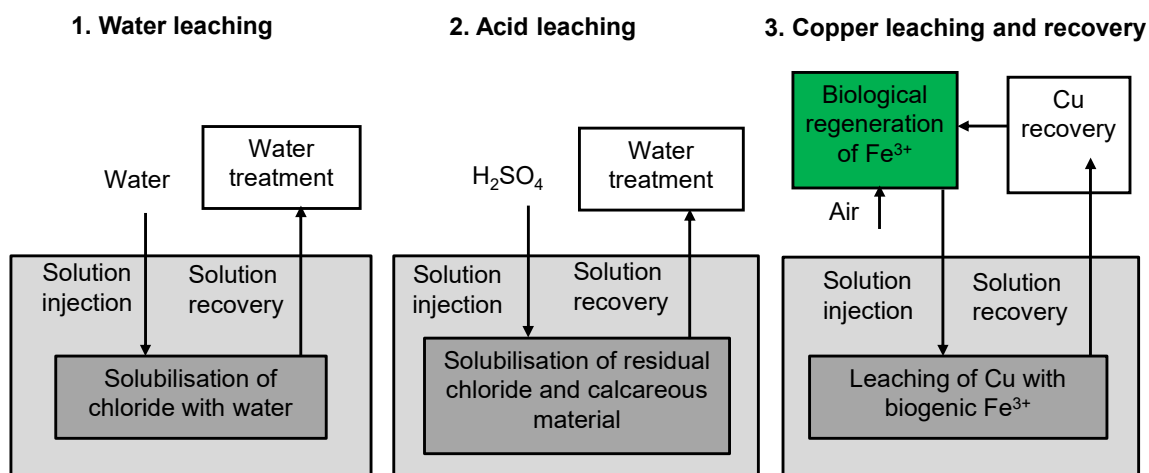 1. Water leaching
Water
Water
treatment
Solution
injection
Solution
recovery
Solubilisation of
chloride with water
2. Acid leaching
H₂SO₄
Water
treatment
Solution
injection
Solution
recovery
Solubilisation of residual
chloride and calcareous
material
3. Copper leaching and recovery
Biological
regeneration
of Fe³⁺
Cu
recovery
Air
Solution
injection
Solution
recovery
Leaching of Cu with
biogenic Fe³⁺